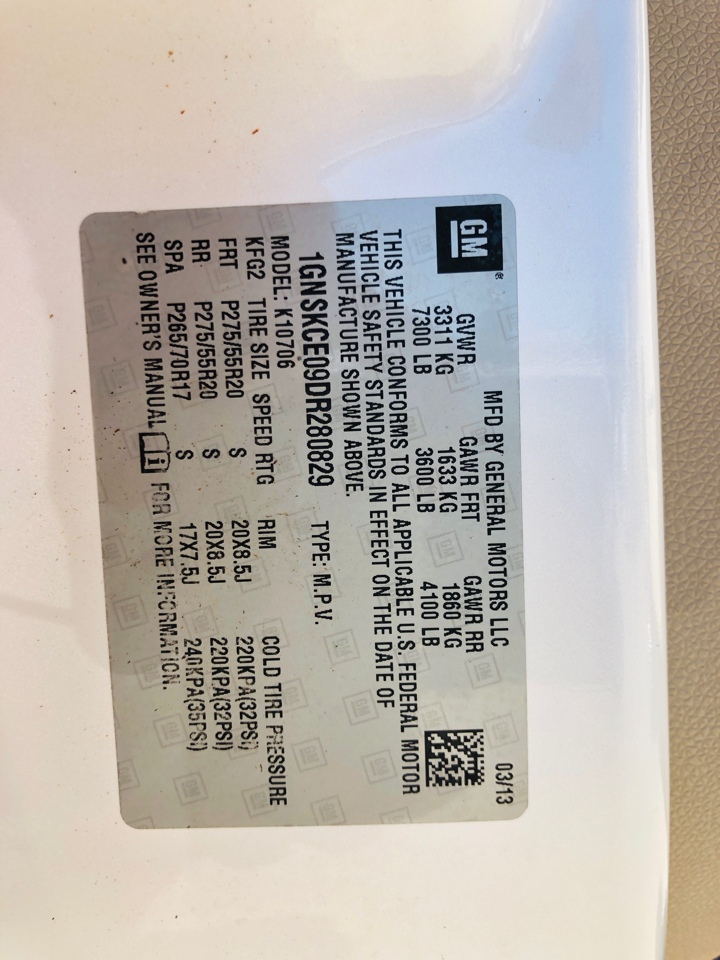 GM®
MFD BY GENERAL MOTORS LLC 03/13
GVWR GAWR FRT GAWR RR
3311 KG 1633 KG 1860 KG
7300 LB 3600 LB 4100 LB
THIS VEHICLE CONFORMS TO ALL APPLICABLE U.S. FEDERAL MOTOR
VEHICLE SAFETY STANDARDS IN EFFECT ON THE DATE OF
MANUFACTURE SHOWN ABOVE.
1GNSKCE09DR280829 TYPE: M.P.V.
MODEL: K10706
KFG2 TIRE SIZE SPEED RTG RIM COLD TIRE PRESSURE
FRT P275/55R20 S 20X8.5J 220KPA(32PSI)
RR P275/55R20 S 20X8.5J 220KPA(32PSI)
SPA P265/70R17 S 17X7.5J 240KPA(35PSI)
SEE OWNER'S MANUAL i FOR MORE INFORMATION.